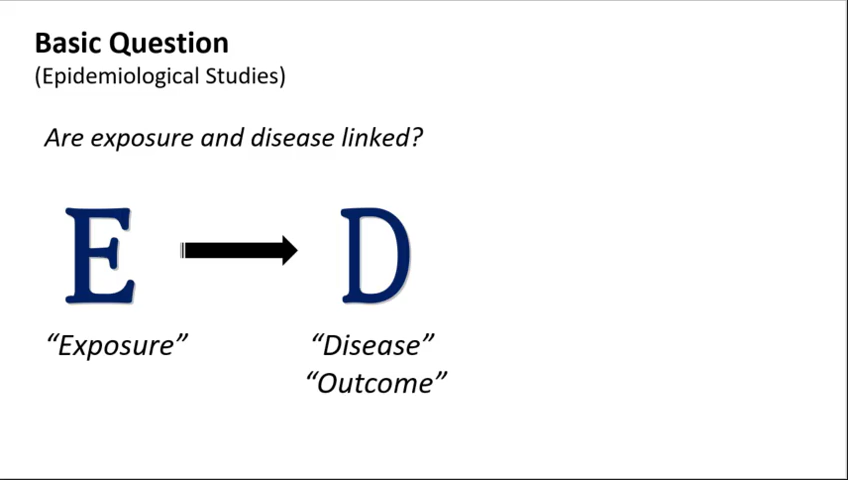 Basic Question
(Epidemiological Studies)
Are exposure and disease linked?
E D
“Exposure” “Disease”
“Outcome”